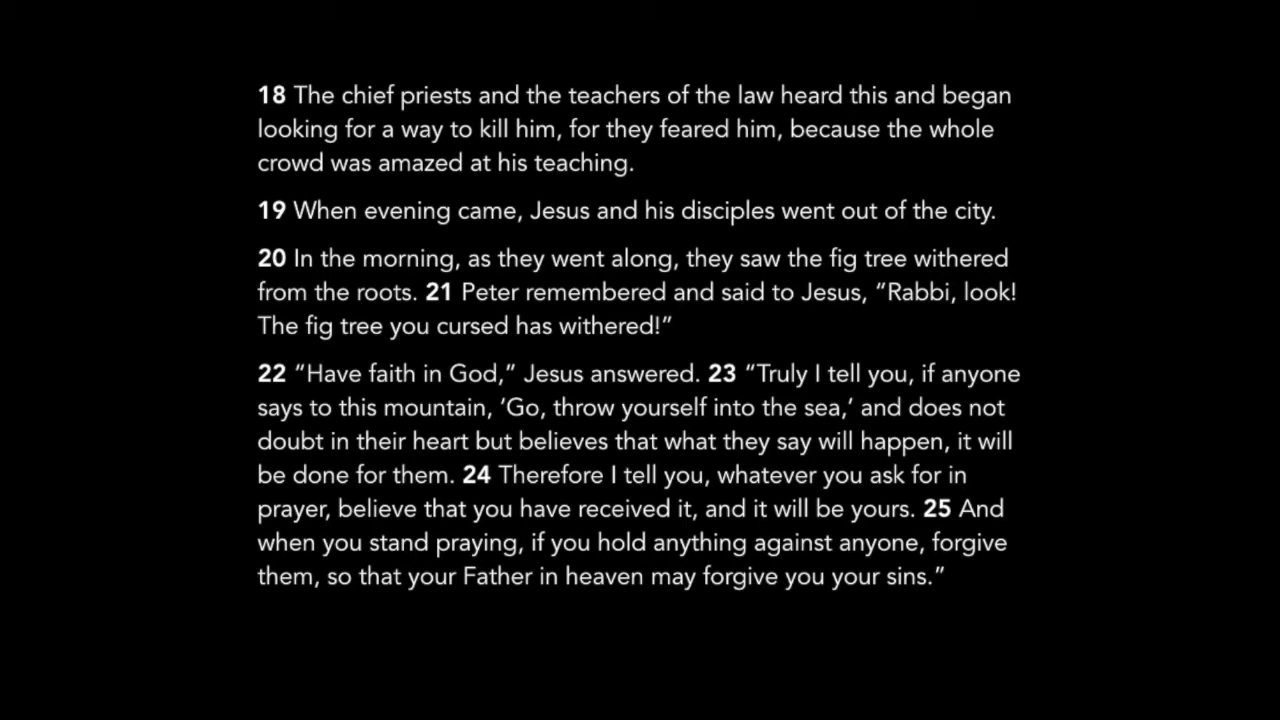 18 The chief priests and the teachers of the law heard this and began
looking for a way to kill him, for they feared him, because the whole
crowd was amazed at his teaching.
19 When evening came, Jesus and his disciples went out of the city.
20 In the morning, as they went along, they saw the fig tree withered
from the roots. 21 Peter remembered and said to Jesus, “Rabbi, look!
The fig tree you cursed has withered!”
22 “Have faith in God,” Jesus answered. 23 “Truly I tell you, if anyone
says to this mountain, ‘Go, throw yourself into the sea,’ and does not
doubt in their heart but believes that what they say will happen, it will
be done for them. 24 Therefore I tell you, whatever you ask for in
prayer, believe that you have received it, and it will be yours. 25 And
when you stand praying, if you hold anything against anyone, forgive
them, so that your Father in heaven may forgive you your sins.”